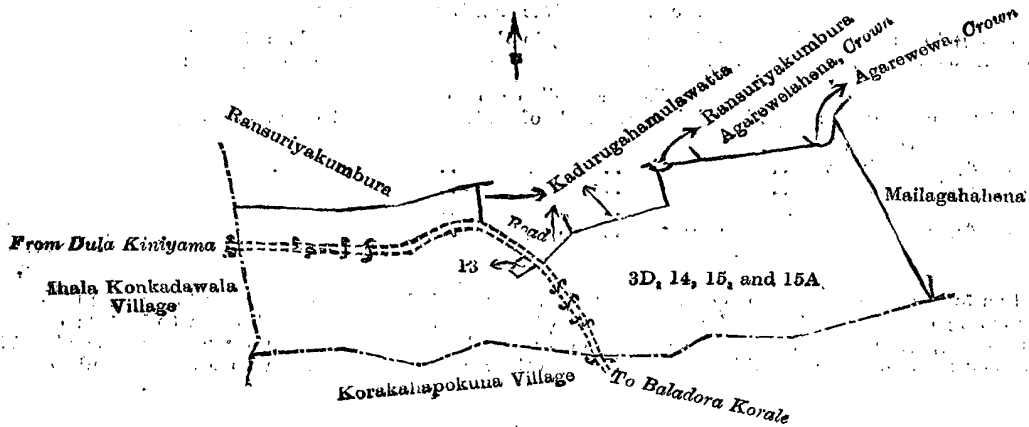 Ransuriyakumbura
Kadurugahamulawatta
Ransuriyakumbura
Agarewelahena, Crown
Agarewewa, Crown
Mailagahahena
Road
From Dula Kiniyama
Ihala Konkadawala
Village
13
3D, 14, 15, and 15A
Korakahapokuna Village
To Baladora Korale